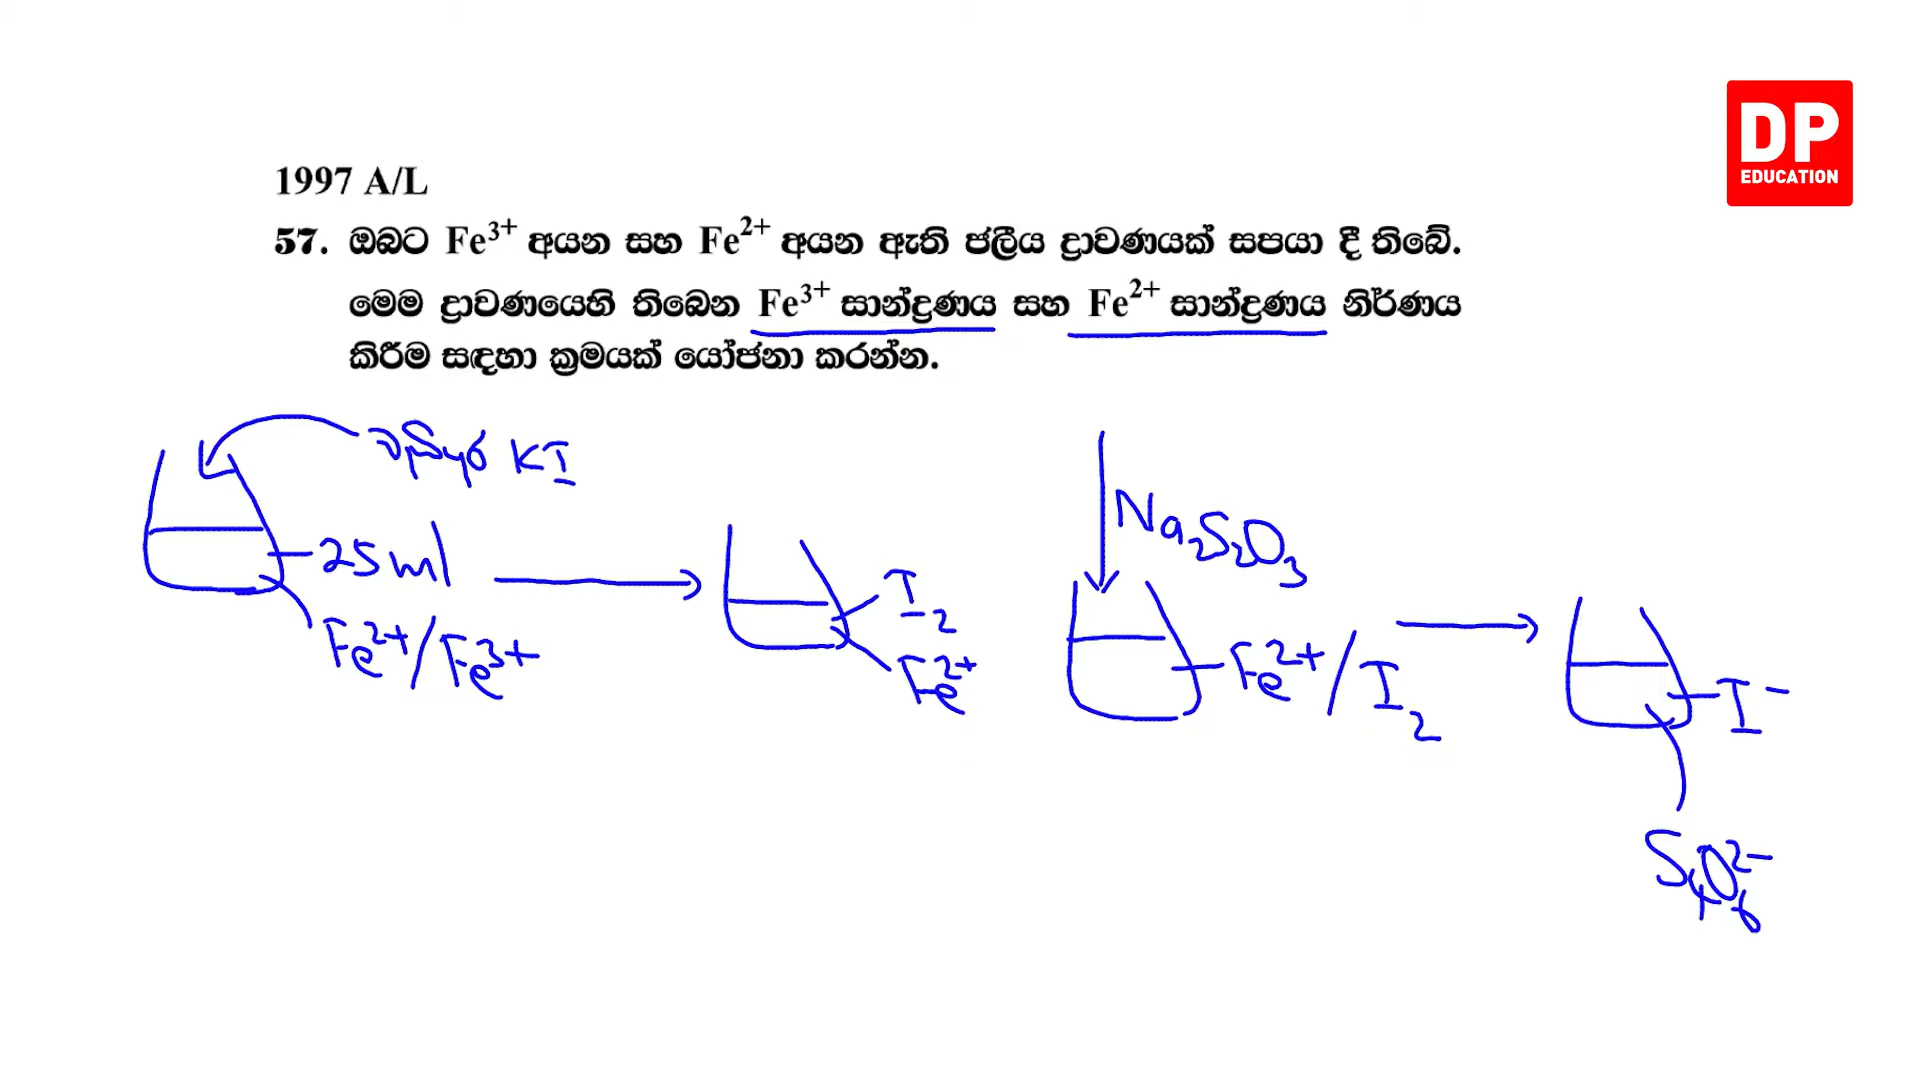 DP
EDUCATION
1997 A/L
57. ඔබට Fe³⁺ අයන සහ Fe²⁺ අයන ඇති ජලීය ද්‍රාවණයක් සපයා දී තිබේ.
මෙම ද්‍රාවණයෙහි තිබෙන Fe³⁺ සාන්ද්‍රණය සහ Fe²⁺ සාන්ද්‍රණය නිර්ණය
කිරීම සඳහා ක්‍රමයක් යෝජනා කරන්න.
වැඩිපුර KI
25ml
Fe²⁺/Fe³⁺
I₂
Fe²⁺
Na₂S₂O₃
Fe²⁺/I₂
I⁻
S₄O₆²⁻